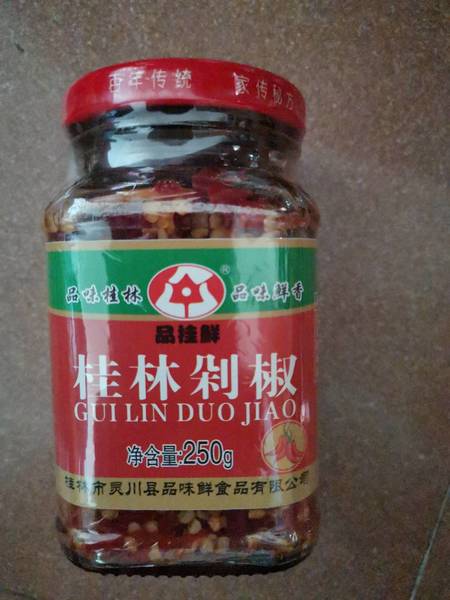 百年传统 家传秘方
品味桂林 ® 品味鲜香
品桂鲜
桂林剁椒
GUI LIN DUO JIAO
净含量:250g
桂林市灵川县品味鲜食品有限公司